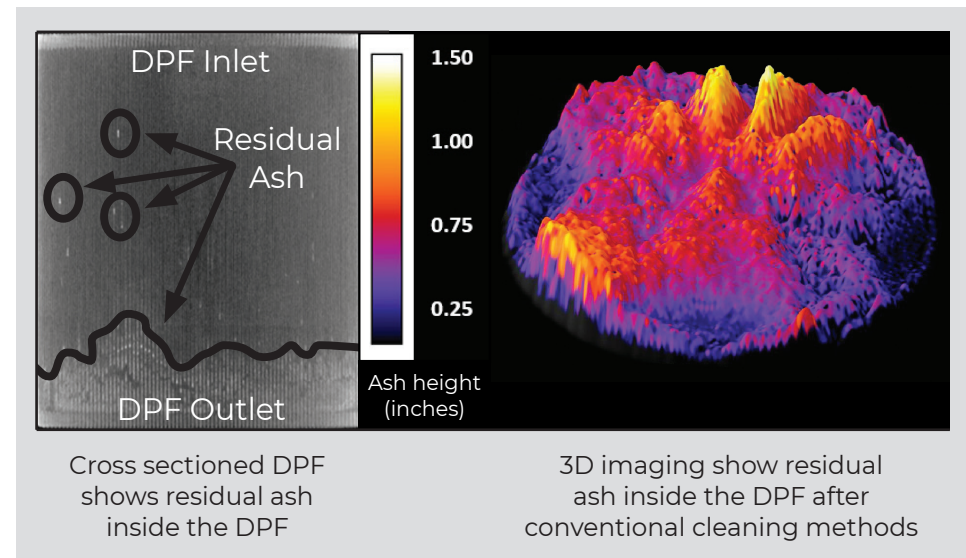 DPF Inlet
Residual
Ash
DPF Outlet
1.50
1.00
0.75
0.25
Ash height
(inches)
Cross sectioned DPF
shows residual ash
inside the DPF
3D imaging show residual
ash inside the DPF after
conventional cleaning methods